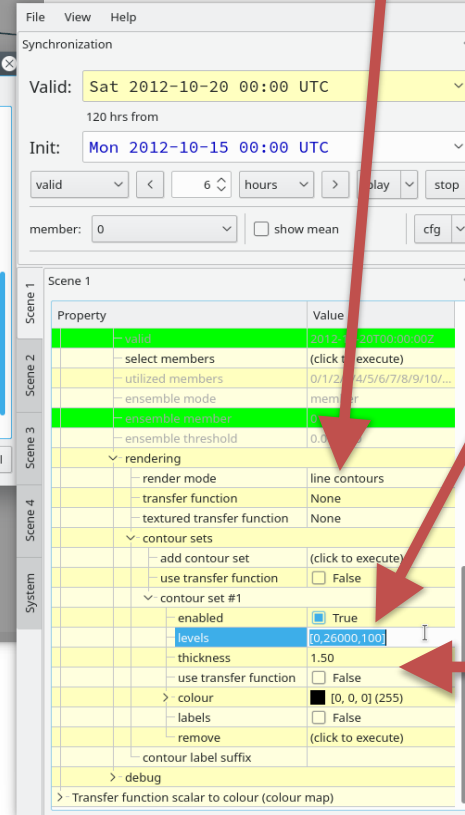 File View Help
Synchronization
Valid: Sat 2012-10-20 00:00 UTC
120 hrs from
Init: Mon 2012-10-15 00:00 UTC
valid < 6 hours > play stop
member: 0 show mean cfg
Scene 1
Scene 1
Scene 2
Scene 3
Scene 4
System
Property Value
valid
select members (click to execute)
utilized members
ensemble mode member
ensemble member
ensemble threshold
rendering
render mode line contours
transfer function None
textured transfer function None
contour sets
add contour set (click to execute)
use transfer function False
contour set #1
enabled True
levels [0,26000,100]
thickness 1.50
use transfer function False
colour [0, 0, 0] (255)
labels False
remove (click to execute)
contour label suffix
debug
Transfer function scalar to colour (colour map)